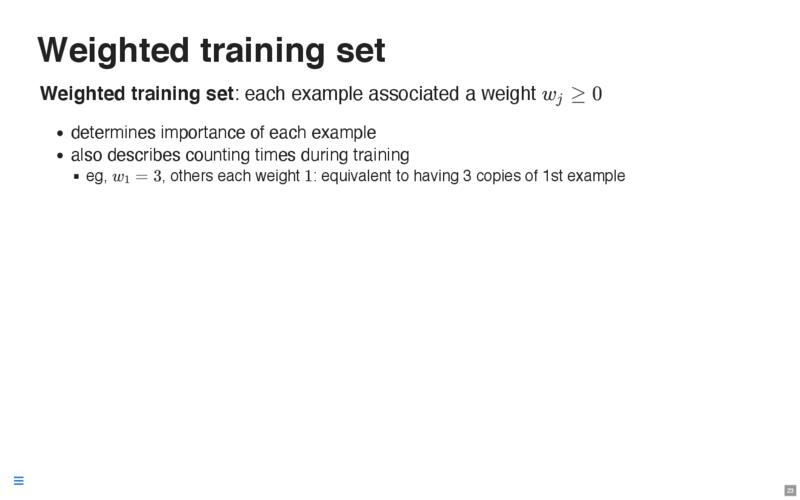 Weighted training set
Weighted training set: each example associated a weight $w_j \geq 0$
• determines importance of each example
• also describes counting times during training
▪ eg, $w_1 = 3$, others each weight 1: equivalent to having 3 copies of 1st example
23